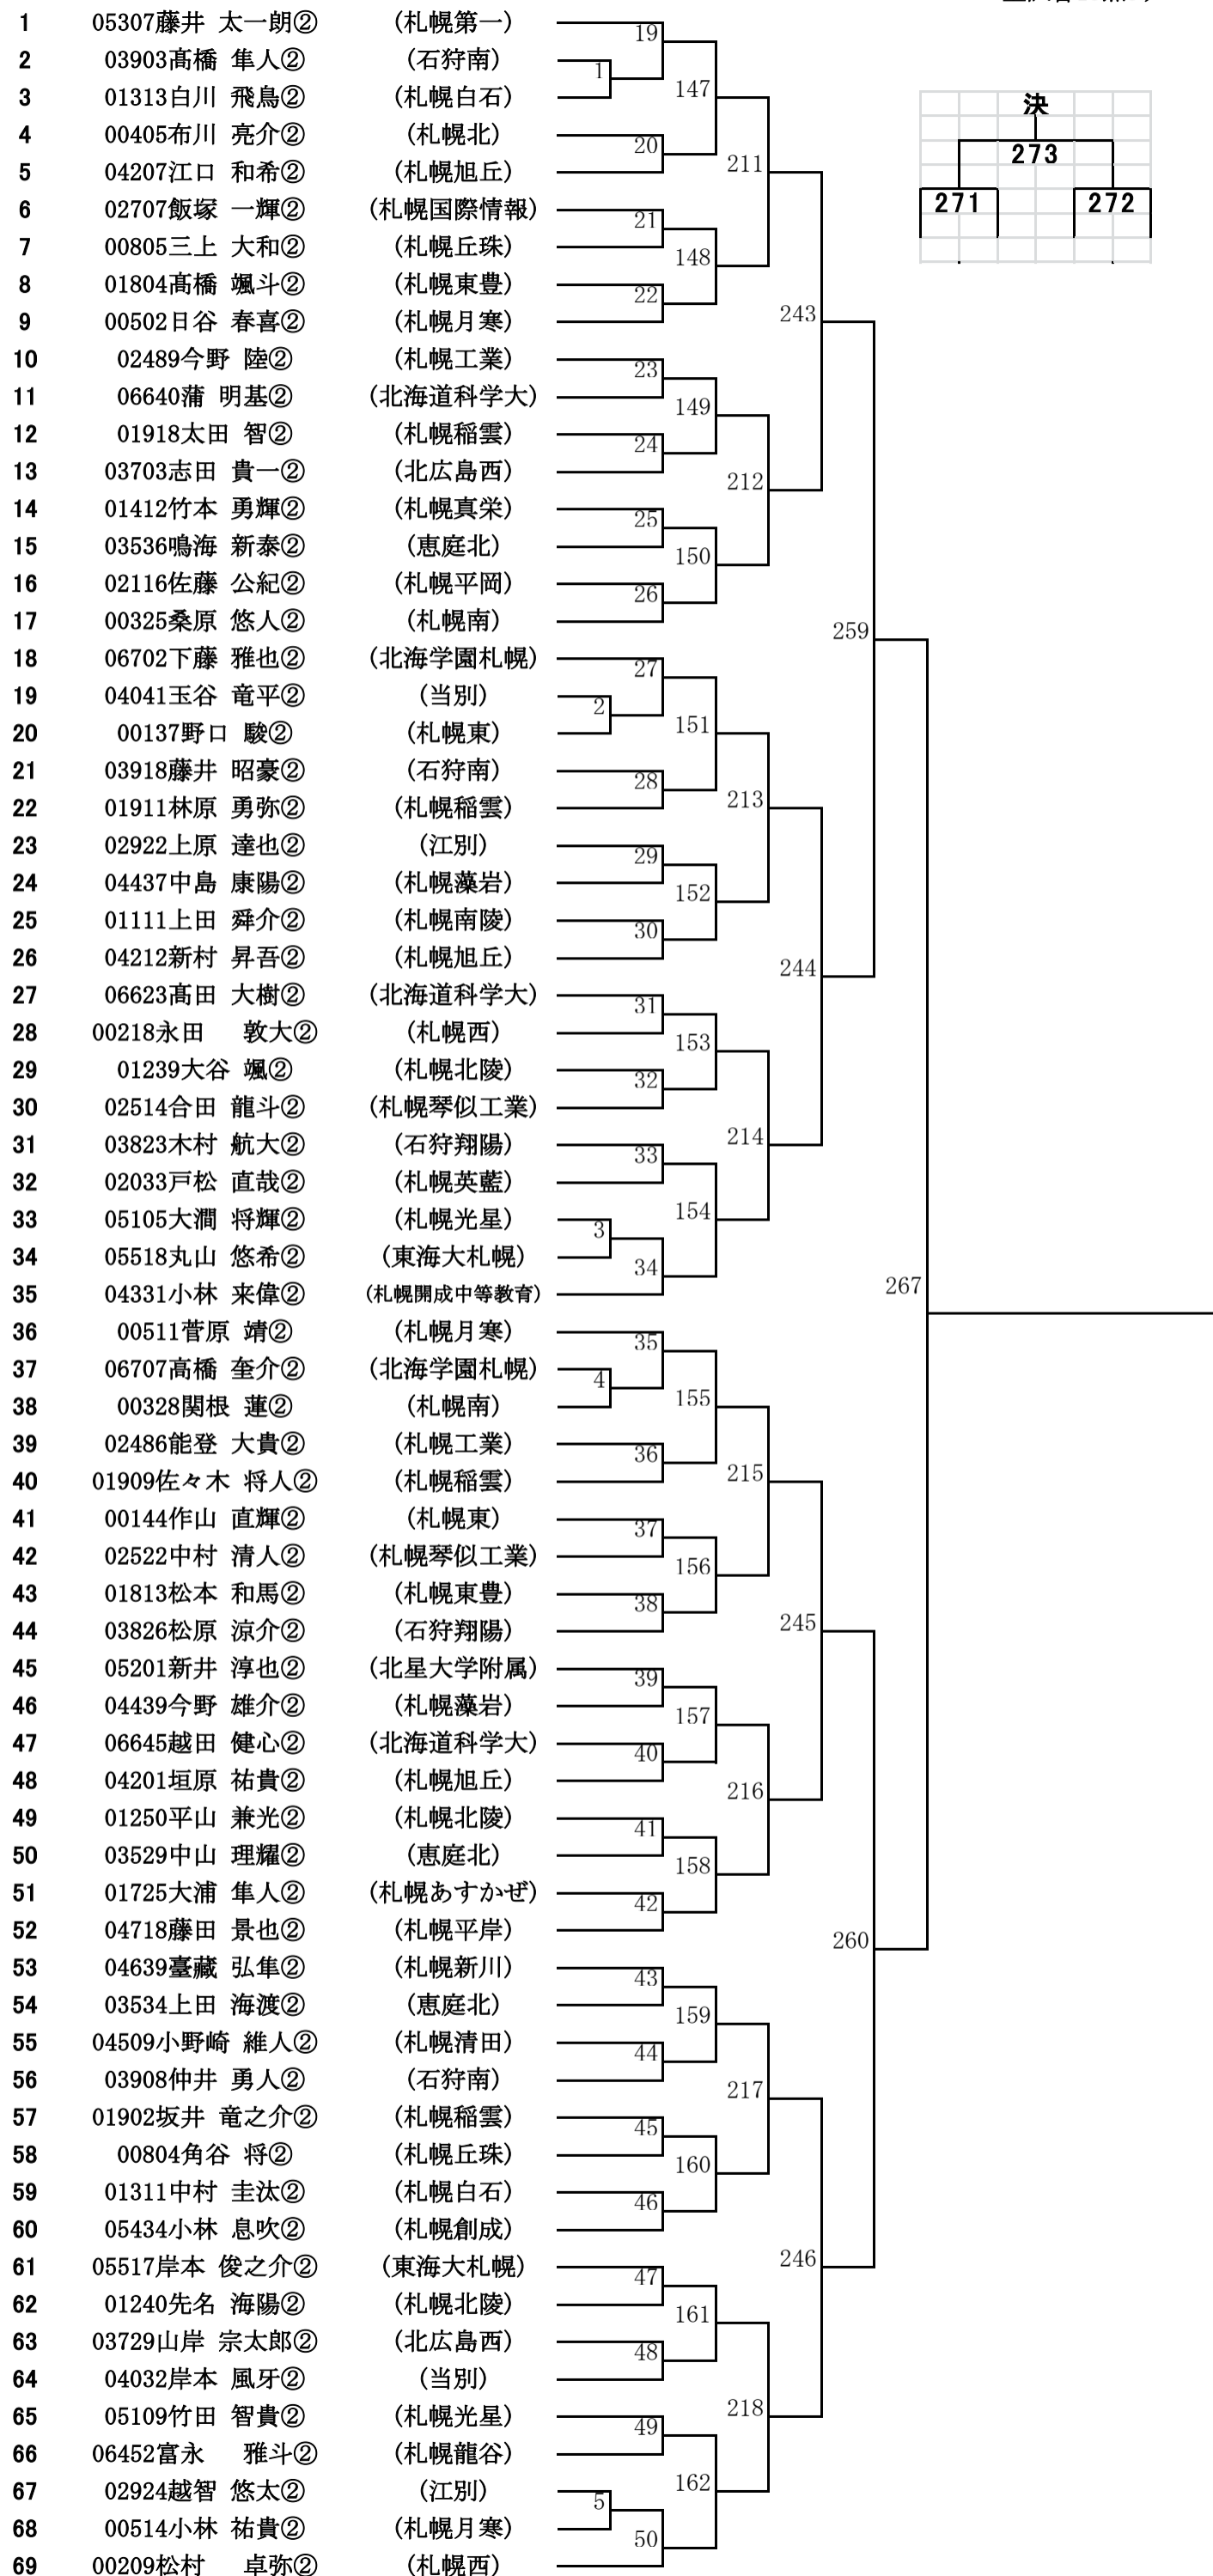 1 05307藤井 太一朗② (札幌第一)
2 03903髙橋 隼人② (石狩南)
3 01313白川 飛鳥② (札幌白石)
4 00405布川 亮介② (札幌北)
5 04207江口 和希② (札幌旭丘)
6 02707飯塚 一輝② (札幌国際情報)
7 00805三上 大和② (札幌丘珠)
8 01804髙橋 颯斗② (札幌東豊)
9 00502日谷 春喜② (札幌月寒)
10 02489今野 陸② (札幌工業)
11 06640蒲 明基② (北海道科学大)
12 01918太田 智② (札幌稲雲)
13 03703志田 貴一② (北広島西)
14 01412竹本 勇輝② (札幌真栄)
15 03536鳴海 新泰② (恵庭北)
16 02116佐藤 公紀② (札幌平岡)
17 00325桑原 悠人② (札幌南)
18 06702下藤 雅也② (北海学園札幌)
19 04041玉谷 竜平② (当別)
20 00137野口 駿② (札幌東)
21 03918藤井 昭豪② (石狩南)
22 01911林原 勇弥② (札幌稲雲)
23 02922上原 達也② (江別)
24 04437中島 康陽② (札幌藻岩)
25 01111上田 舜介② (札幌南陵)
26 04212新村 昇吾② (札幌旭丘)
27 06623髙田 大樹② (北海道科学大)
28 00218永田 敦大② (札幌西)
29 01239大谷 颯② (札幌北陵)
30 02514合田 龍斗② (札幌琴似工業)
31 03823木村 航大② (石狩翔陽)
32 02033戸松 直哉② (札幌英藍)
33 05105大澗 将輝② (札幌光星)
34 05518丸山 悠希② (東海大札幌)
35 04331小林 来偉② (札幌開成中等教育)
36 00511菅原 靖② (札幌月寒)
37 06707高橋 奎介② (北海学園札幌)
38 00328関根 蓮② (札幌南)
39 02486能登 大貴② (札幌工業)
40 01909佐々木 将人② (札幌稲雲)
41 00144作山 直輝② (札幌東)
42 02522中村 清人② (札幌琴似工業)
43 01813松本 和馬② (札幌東豊)
44 03826松原 涼介② (石狩翔陽)
45 05201新井 淳也② (北星大学附属)
46 04439今野 雄介② (札幌藻岩)
47 06645越田 健心② (北海道科学大)
48 04201垣原 祐貴② (札幌旭丘)
49 01250平山 兼光② (札幌北陵)
50 03529中山 理耀② (恵庭北)
51 01725大浦 隼人② (札幌あすかぜ)
52 04718藤田 景也② (札幌平岸)
53 04639臺藏 弘隼② (札幌新川)
54 03534上田 海渡② (恵庭北)
55 04509小野崎 維人② (札幌清田)
56 03908仲井 勇人② (石狩南)
57 01902坂井 竜之介② (札幌稲雲)
58 00804角谷 将② (札幌丘珠)
59 01311中村 圭汰② (札幌白石)
60 05434小林 息吹② (札幌創成)
61 05517岸本 俊之介② (東海大札幌)
62 01240先名 海陽② (札幌北陵)
63 03729山岸 宗太郎② (北広島西)
64 04032岸本 風牙② (当別)
65 05109竹田 智貴② (札幌光星)
66 06452富永 雅斗② (札幌龍谷)
67 02924越智 悠太② (江別)
68 00514小林 祐貴② (札幌月寒)
69 00209松村 卓弥② (札幌西)
1
2
3
4
5
19
20
21
22
23
24
25
26
27
28
29
30
31
32
33
34
35
36
37
38
39
40
41
42
43
44
45
46
47
48
49
50
147
148
149
150
151
152
153
154
155
156
157
158
159
160
161
162
211
212
213
214
215
216
217
218
243
244
245
246
259
260
267
決
273
271 272